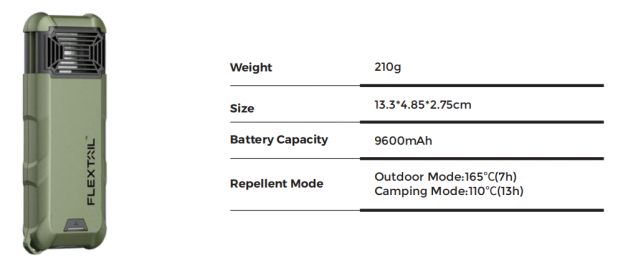 FLEXTAIL™
Weight 210g
Size 13.3*4.85*2.75cm
Battery Capacity 9600mAh
Repellent Mode Outdoor Mode:165℃(7h)
Camping Mode:110℃(13h)